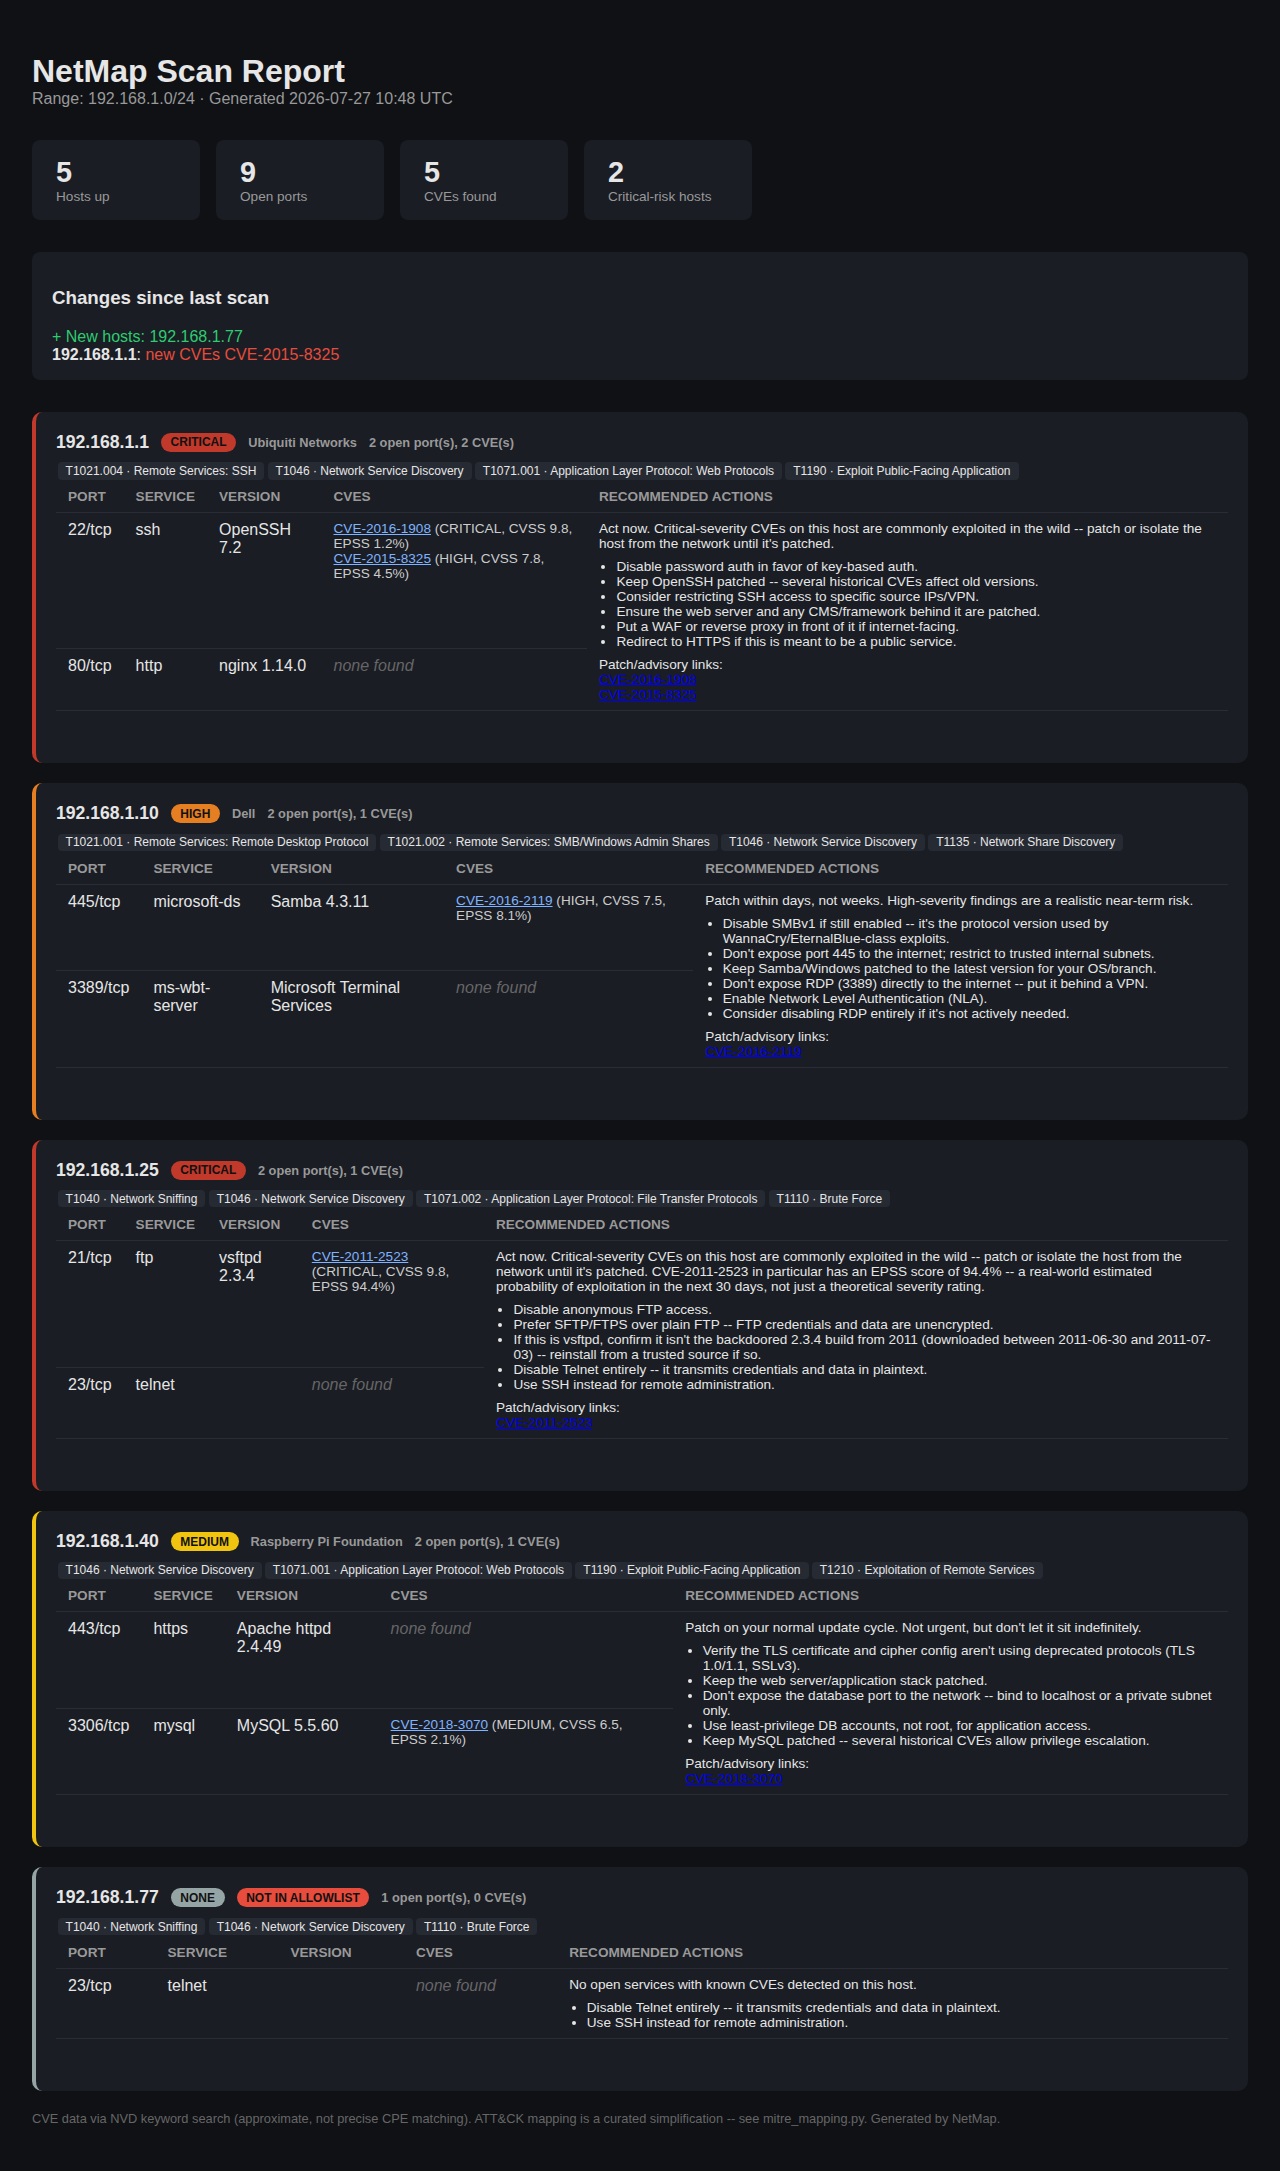 NetMap Scan Report
Range: 192.168.1.0/24 · Generated 2026-07-27 10:48 UTC
5
Hosts up
9
Open ports
5
CVEs found
2
Critical-risk hosts
Changes since last scan
+ New hosts: 192.168.1.77
192.168.1.1: new CVEs CVE-2015-8325
192.168.1.1 CRITICAL Ubiquiti Networks 2 open port(s), 2 CVE(s)
T1021.004 · Remote Services: SSH T1046 · Network Service Discovery T1071.001 · Application Layer Protocol: Web Protocols T1190 · Exploit Public-Facing Application
PORT SERVICE VERSION CVES RECOMMENDED ACTIONS
22/tcp ssh OpenSSH
7.2
CVE-2016-1908 (CRITICAL, CVSS 9.8,
EPSS 1.2%)
CVE-2015-8325 (HIGH, CVSS 7.8,
EPSS 4.5%)
Act now. Critical-severity CVEs on this host are commonly exploited in the wild -- patch or isolate the
host from the network until it's patched.
• Disable password auth in favor of key-based auth.
• Keep OpenSSH patched -- several historical CVEs affect old versions.
• Consider restricting SSH access to specific source IPs/VPN.
• Ensure the web server and any CMS/framework behind it are patched.
• Put a WAF or reverse proxy in front of it if internet-facing.
• Redirect to HTTPS if this is meant to be a public service.
Patch/advisory links:
CVE-2016-1908
CVE-2015-8325
80/tcp http nginx 1.14.0 none found
192.168.1.10 HIGH Dell 2 open port(s), 1 CVE(s)
T1021.001 · Remote Services: Remote Desktop Protocol T1021.002 · Remote Services: SMB/Windows Admin Shares T1046 · Network Service Discovery T1135 · Network Share Discovery
PORT SERVICE VERSION CVES RECOMMENDED ACTIONS
445/tcp microsoft-ds Samba 4.3.11
CVE-2016-2119 (HIGH, CVSS 7.5,
EPSS 8.1%)
Patch within days, not weeks. High-severity findings are a realistic near-term risk.
• Disable SMBv1 if still enabled -- it's the protocol version used by
WannaCry/EternalBlue-class exploits.
• Don't expose port 445 to the internet; restrict to trusted internal subnets.
• Keep Samba/Windows patched to the latest version for your OS/branch.
• Don't expose RDP (3389) directly to the internet -- put it behind a VPN.
• Enable Network Level Authentication (NLA).
• Consider disabling RDP entirely if it's not actively needed.
Patch/advisory links:
CVE-2016-2119
3389/tcp ms-wbt-
server
Microsoft Terminal
Services
none found
192.168.1.25 CRITICAL 2 open port(s), 1 CVE(s)
T1040 · Network Sniffing T1046 · Network Service Discovery T1071.002 · Application Layer Protocol: File Transfer Protocols T1110 · Brute Force
PORT SERVICE VERSION CVES RECOMMENDED ACTIONS
21/tcp ftp vsftpd
2.3.4
CVE-2011-2523
(CRITICAL, CVSS 9.8,
EPSS 94.4%)
Act now. Critical-severity CVEs on this host are commonly exploited in the wild -- patch or isolate the host from the
network until it's patched. CVE-2011-2523 in particular has an EPSS score of 94.4% -- a real-world estimated
probability of exploitation in the next 30 days, not just a theoretical severity rating.
• Disable anonymous FTP access.
• Prefer SFTP/FTPS over plain FTP -- FTP credentials and data are unencrypted.
• If this is vsftpd, confirm it isn't the backdoored 2.3.4 build from 2011 (downloaded between 2011-06-30 and 2011-07-
03) -- reinstall from a trusted source if so.
• Disable Telnet entirely -- it transmits credentials and data in plaintext.
• Use SSH instead for remote administration.
Patch/advisory links:
CVE-2011-2523
23/tcp telnet none found
192.168.1.40 MEDIUM Raspberry Pi Foundation 2 open port(s), 1 CVE(s)
T1046 · Network Service Discovery T1071.001 · Application Layer Protocol: Web Protocols T1190 · Exploit Public-Facing Application T1210 · Exploitation of Remote Services
PORT SERVICE VERSION CVES RECOMMENDED ACTIONS
443/tcp https Apache httpd
2.4.49
none found
Patch on your normal update cycle. Not urgent, but don't let it sit indefinitely.
• Verify the TLS certificate and cipher config aren't using deprecated protocols (TLS
1.0/1.1, SSLv3).
• Keep the web server/application stack patched.
• Don't expose the database port to the network -- bind to localhost or a private subnet
only.
• Use least-privilege DB accounts, not root, for application access.
• Keep MySQL patched -- several historical CVEs allow privilege escalation.
Patch/advisory links:
CVE-2018-3070
3306/tcp mysql MySQL 5.5.60
CVE-2018-3070 (MEDIUM, CVSS 6.5,
EPSS 2.1%)
192.168.1.77 NONE NOT IN ALLOWLIST 1 open port(s), 0 CVE(s)
T1040 · Network Sniffing T1046 · Network Service Discovery T1110 · Brute Force
PORT SERVICE VERSION CVES RECOMMENDED ACTIONS
23/tcp telnet none found
No open services with known CVEs detected on this host.
• Disable Telnet entirely -- it transmits credentials and data in plaintext.
• Use SSH instead for remote administration.
CVE data via NVD keyword search (approximate, not precise CPE matching). ATT&CK mapping is a curated simplification -- see mitre_mapping.py. Generated by NetMap.